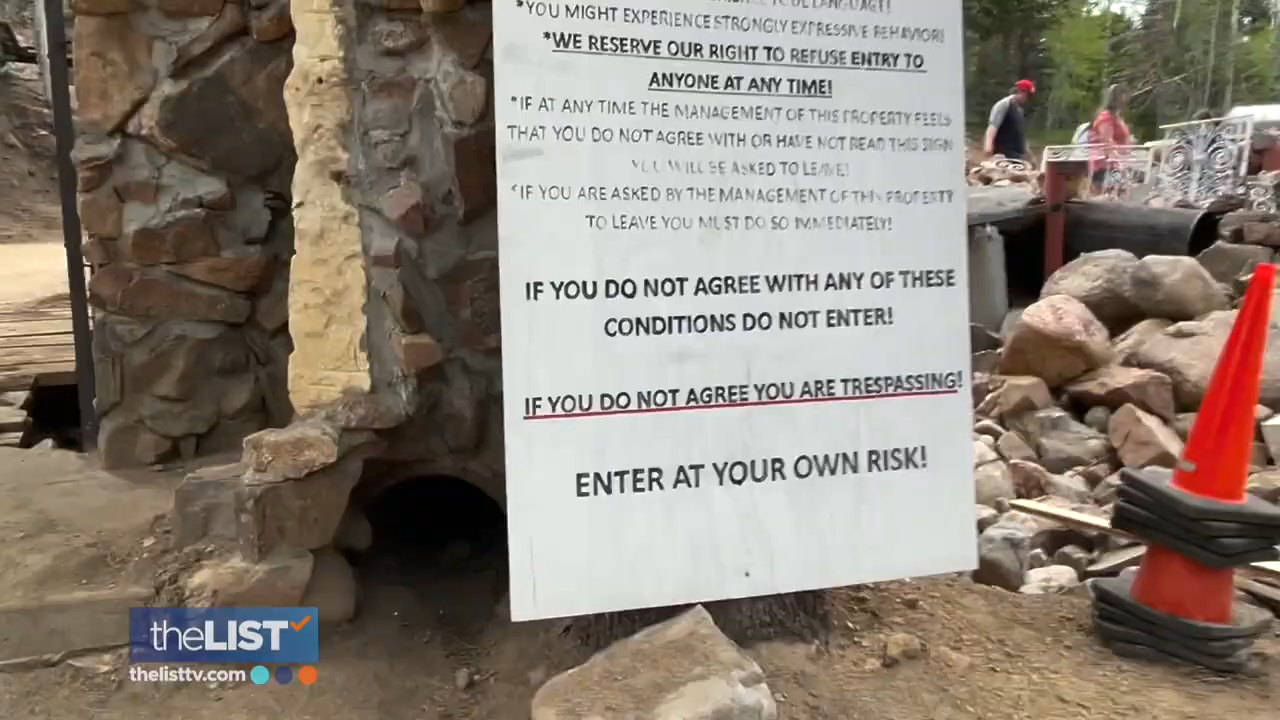 LANGUAGE!
*YOU MIGHT EXPERIENCE STRONGLY EXPRESSIVE BEHAVIOR!
*WE RESERVE OUR RIGHT TO REFUSE ENTRY TO
ANYONE AT ANY TIME!
*IF AT ANY TIME THE MANAGEMENT OF THIS PROPERTY FEELS
THAT YOU DO NOT AGREE WITH OR HAVE NOT READ THIS SIGN
YOU WILL BE ASKED TO LEAVE!
*IF YOU ARE ASKED BY THE MANAGEMENT OF THIS PROPERTY
TO LEAVE YOU MUST DO SO IMMEDIATELY!
IF YOU DO NOT AGREE WITH ANY OF THESE
CONDITIONS DO NOT ENTER!
IF YOU DO NOT AGREE YOU ARE TRESPASSING!
ENTER AT YOUR OWN RISK!
theLIST
thelisttv.com